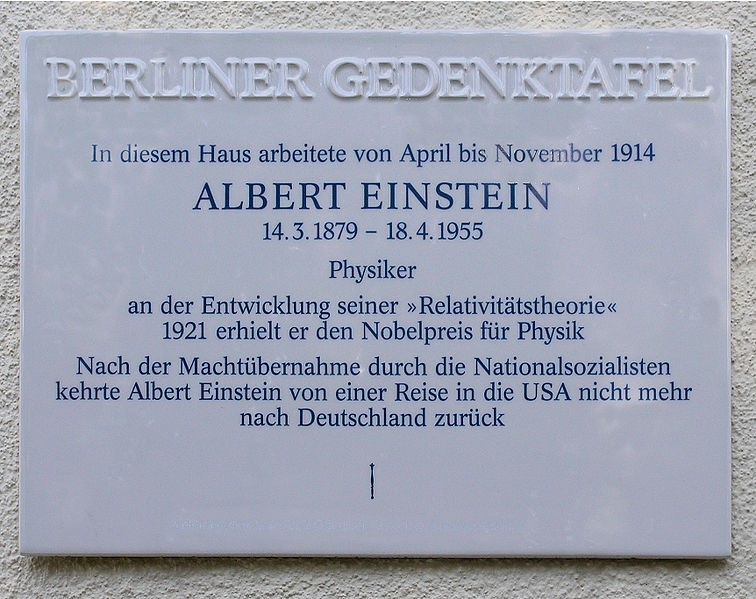 BERLINER GEDENKTAFEL
In diesem Haus arbeitete von April bis November 1914
ALBERT EINSTEIN
14.3.1879 – 18.4.1955
Physiker
an der Entwicklung seiner »Relativitätstheorie«
1921 erhielt er den Nobelpreis für Physik
Nach der Machtübernahme durch die Nationalsozialisten
kehrte Albert Einstein von einer Reise in die USA nicht mehr
nach Deutschland zurück